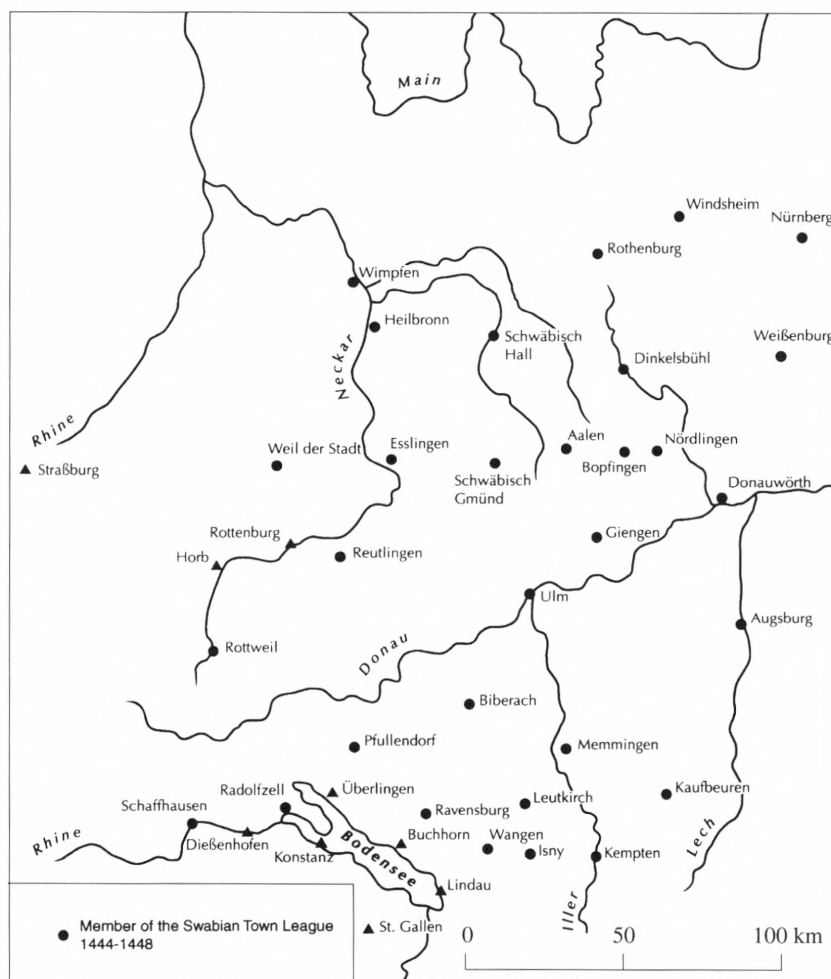 Main
Windsheim
Nürnberg
Rothenburg
Wimpfen
Heilbronn
Schwäbisch
Hall
Weißenburg
Dinkelsbühl
Neckar
Rhine
Straßburg
Weil der Stadt
Esslingen
Schwäbisch
Gmünd
Aalen
Bopfingen
Nördlingen
Donauwörth
Rottenburg
Horb
Reutlingen
Giengen
Ulm
Augsburg
Rottweil
Donau
Biberach
Pfullendorf
Memmingen
Radolfzell
Überlingen
Kaufbeuren
Schaffhausen
Ravensburg
Leutkirch
Rhine
Dießenhofen
Konstanz
Bodensee
Buchhorn
Wangen
Isny
Kempten
Lech
Lindau
Iller
St. Gallen
Member of the Swabian Town League
1444-1448
0 50 100 km